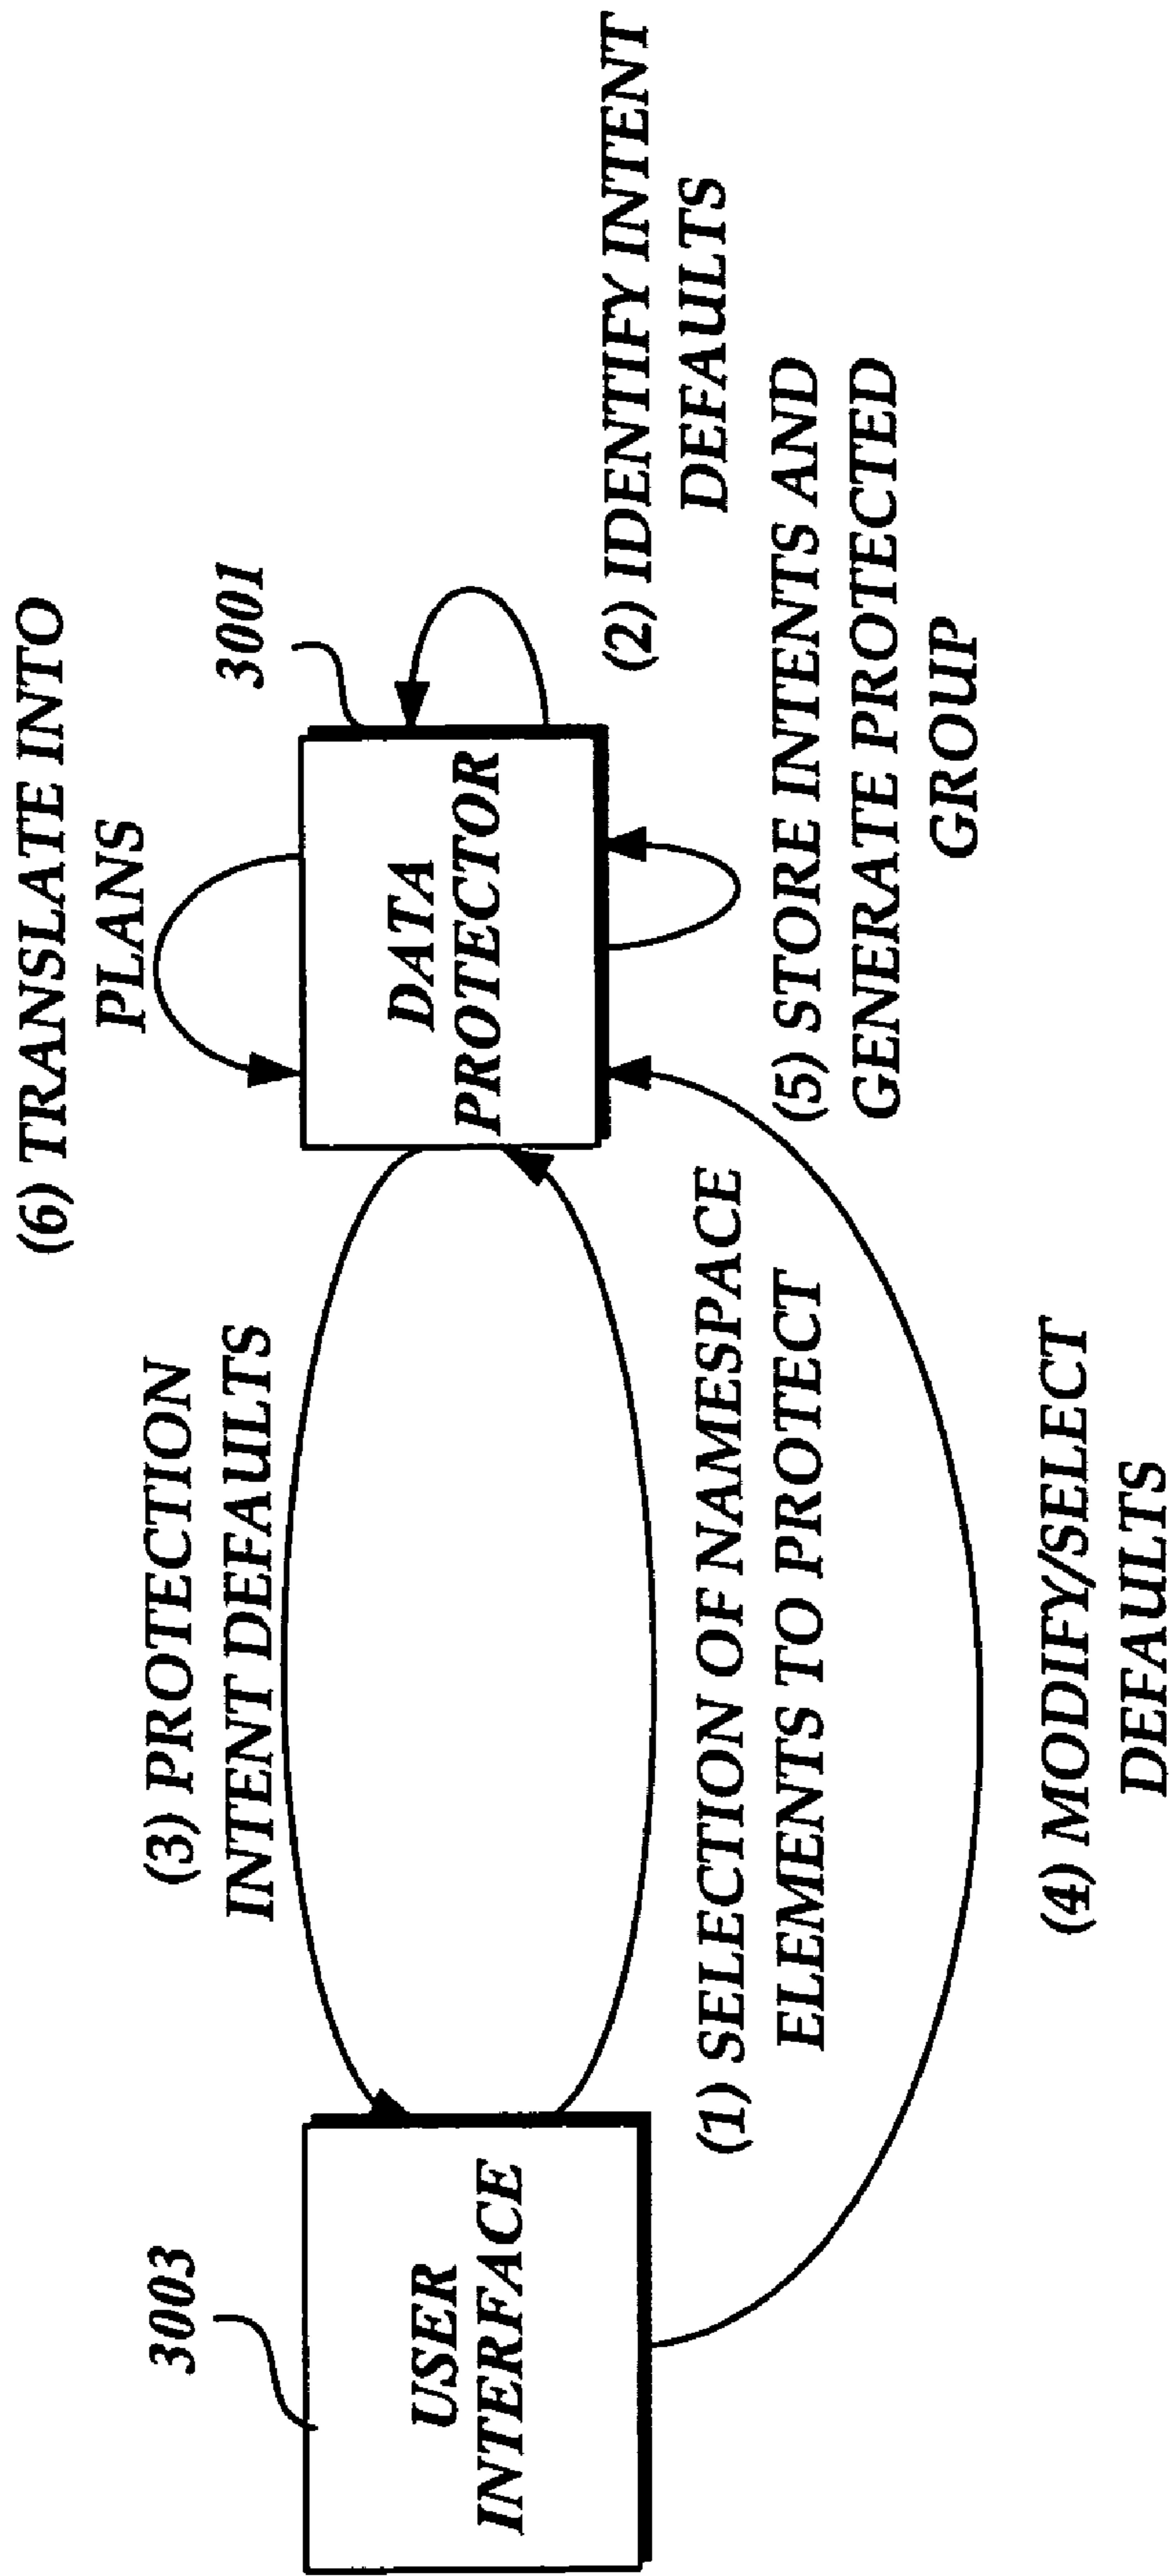 3003
USER
INTERFACE
(3) PROTECTION
INTENT DEFAULTS
(1) SELECTION OF NAMESPACE
ELEMENTS TO PROTECT
(4) MODIFY/SELECT
DEFAULTS
(6) TRANSLATE INTO
PLANS
3001
DATA
PROTECTOR
(2) IDENTIFY INTENT
DEFAULTS
(5) STORE INTENTS AND
GENERATE PROTECTED
GROUP